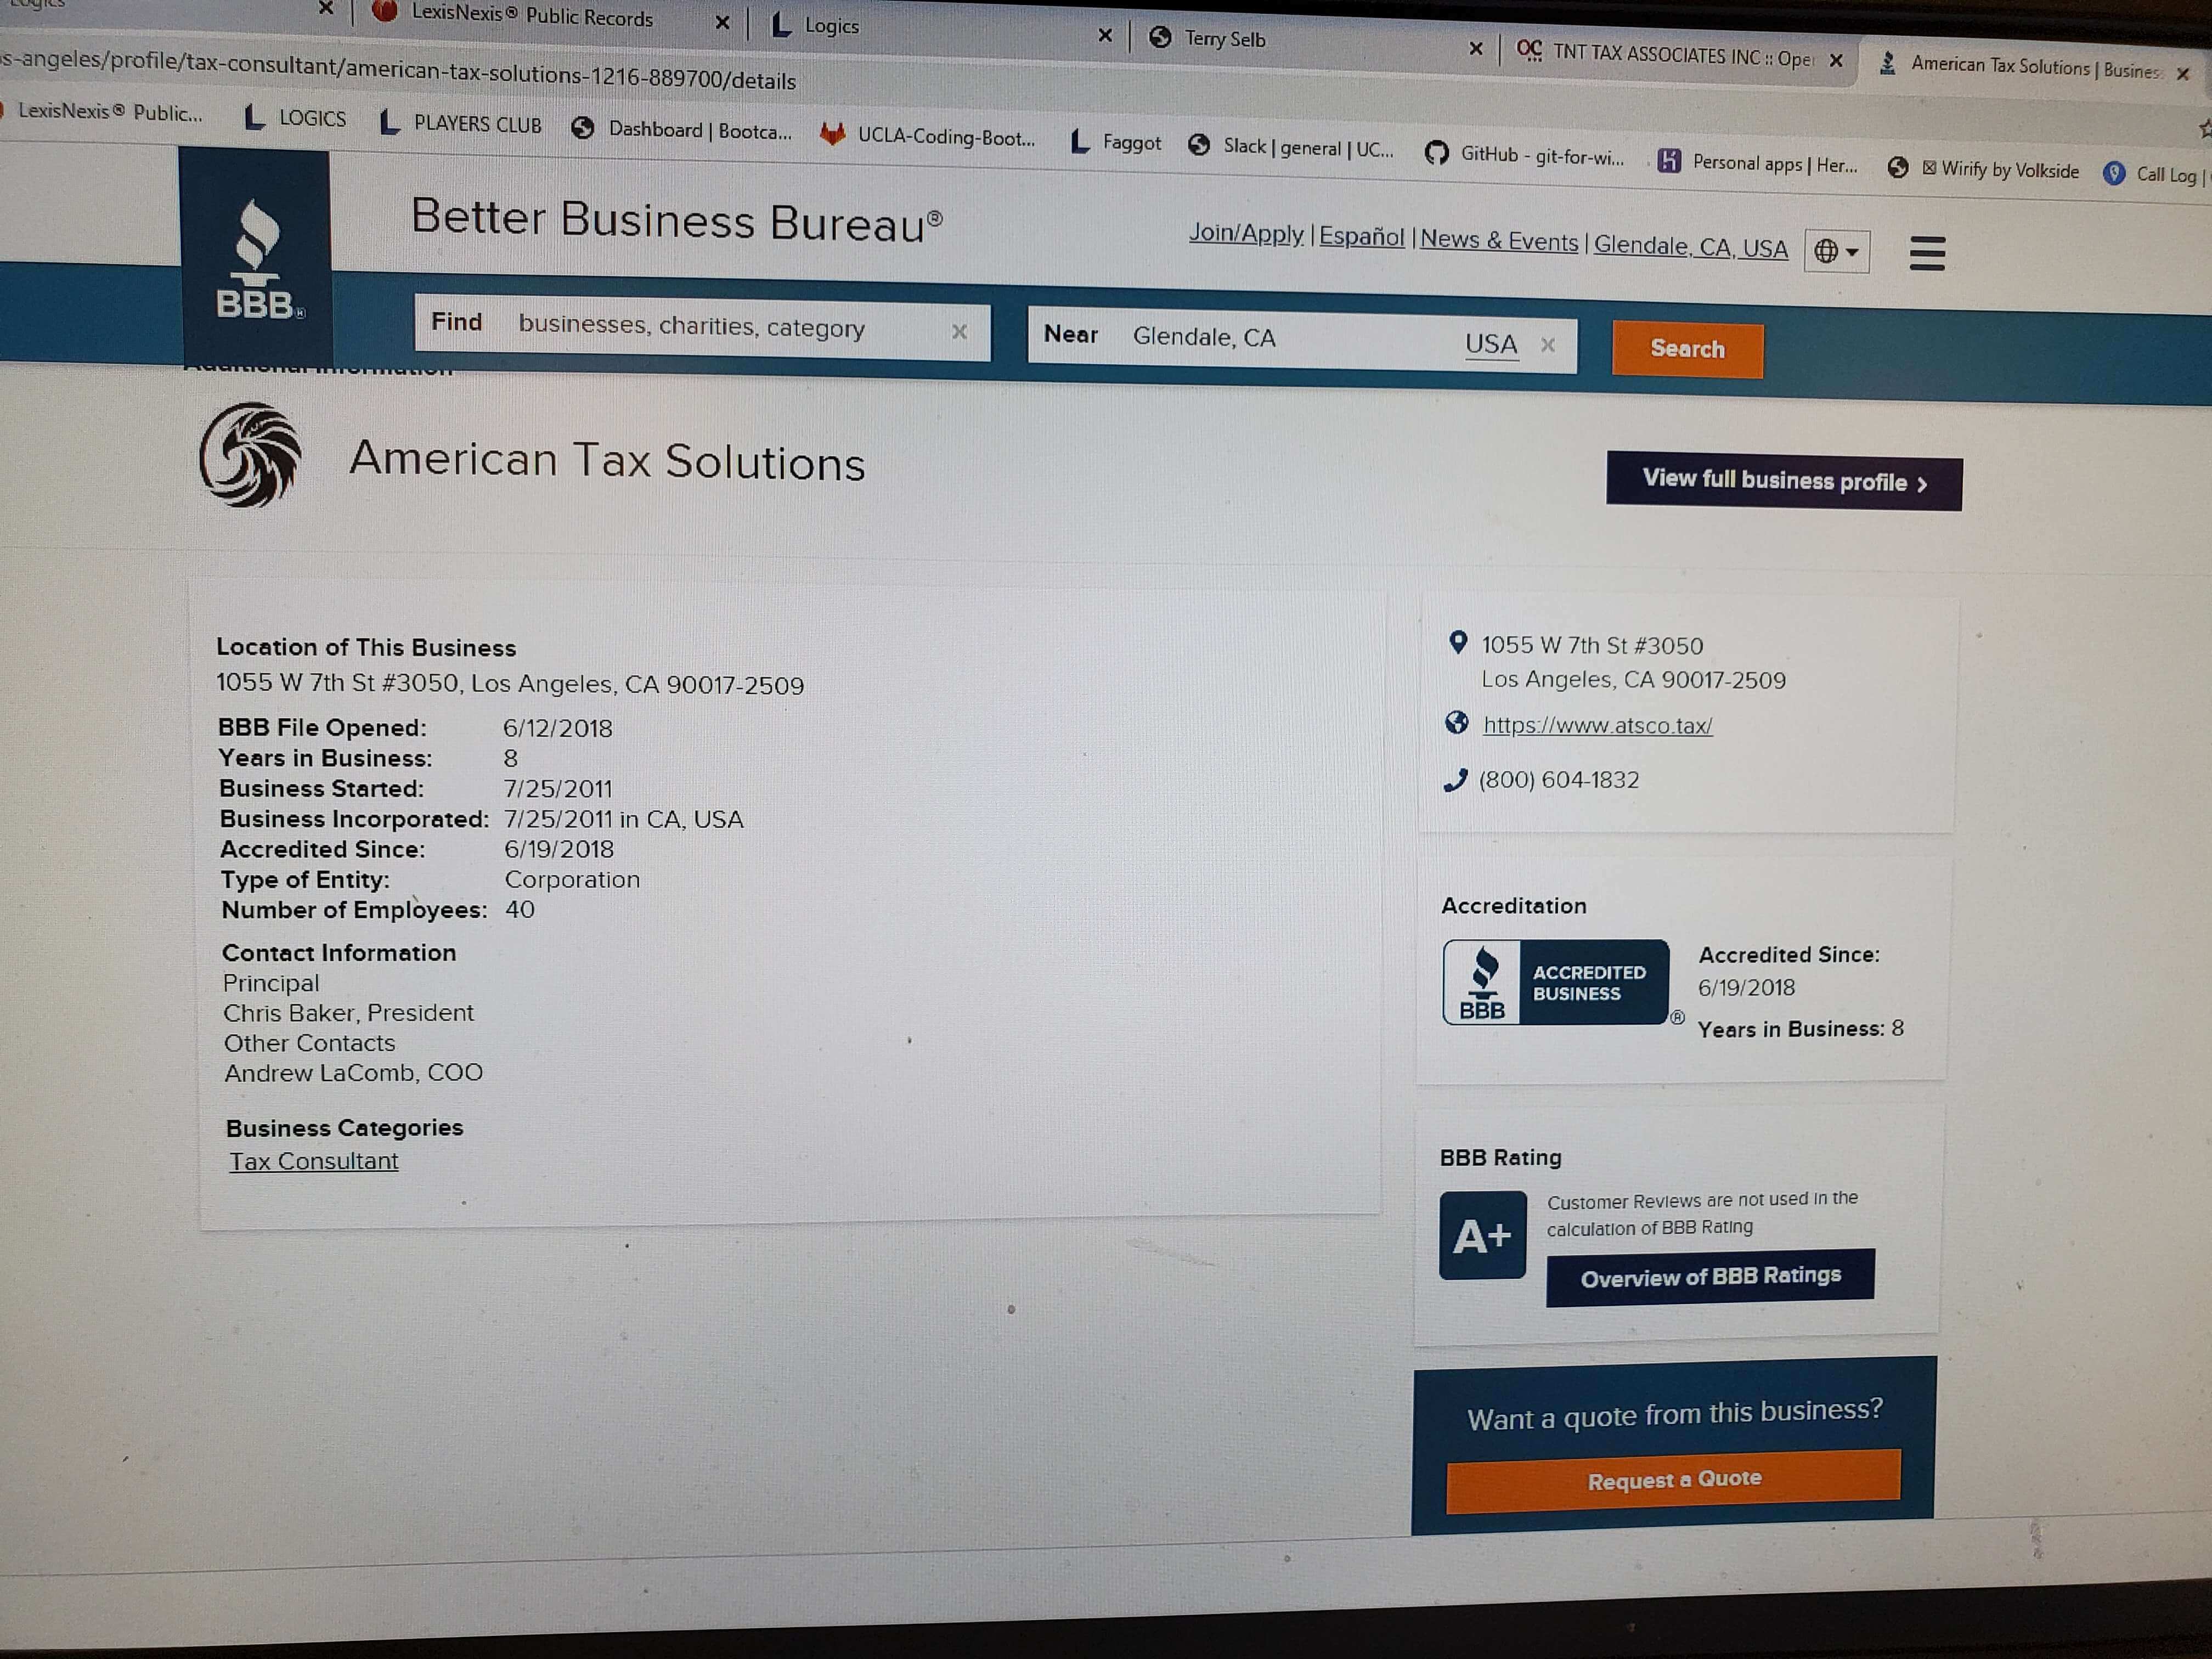 LexisNexis® Public Records
Logics
Terry Selb
TNT TAX ASSOCIATES INC :: Ope
American Tax Solutions | Busines
s-angeles/profile/tax-consultant/american-tax-solutions-1216-889700/details
LexisNexis® Public...
LOGICS
PLAYERS CLUB
Dashboard | Bootca...
UCLA-Coding-Boot...
Faggot
Slack | general | UC...
GitHub - git-for-wi...
Personal apps | Her...
Wirify by Volkside
Call Log |
BBB®
Better Business Bureau®
Join/Apply | Español | News & Events | Glendale, CA, USA
Find businesses, charities, category
Near Glendale, CA USA
Search
Additional Information
American Tax Solutions
View full business profile >
Location of This Business
1055 W 7th St #3050, Los Angeles, CA 90017-2509
BBB File Opened: 6/12/2018
Years in Business: 8
Business Started: 7/25/2011
Business Incorporated: 7/25/2011 in CA, USA
Accredited Since: 6/19/2018
Type of Entity: Corporation
Number of Employees: 40
Contact Information
Principal
Chris Baker, President
Other Contacts
Andrew LaComb, COO
Business Categories
Tax Consultant
1055 W 7th St #3050
Los Angeles, CA 90017-2509
https://www.atsco.tax/
(800) 604-1832
Accreditation
BBB
ACCREDITED
BUSINESS
®
Accredited Since:
6/19/2018
Years in Business: 8
BBB Rating
A+
Customer Reviews are not used in the
calculation of BBB Rating
Overview of BBB Ratings
Want a quote from this business?
Request a Quote